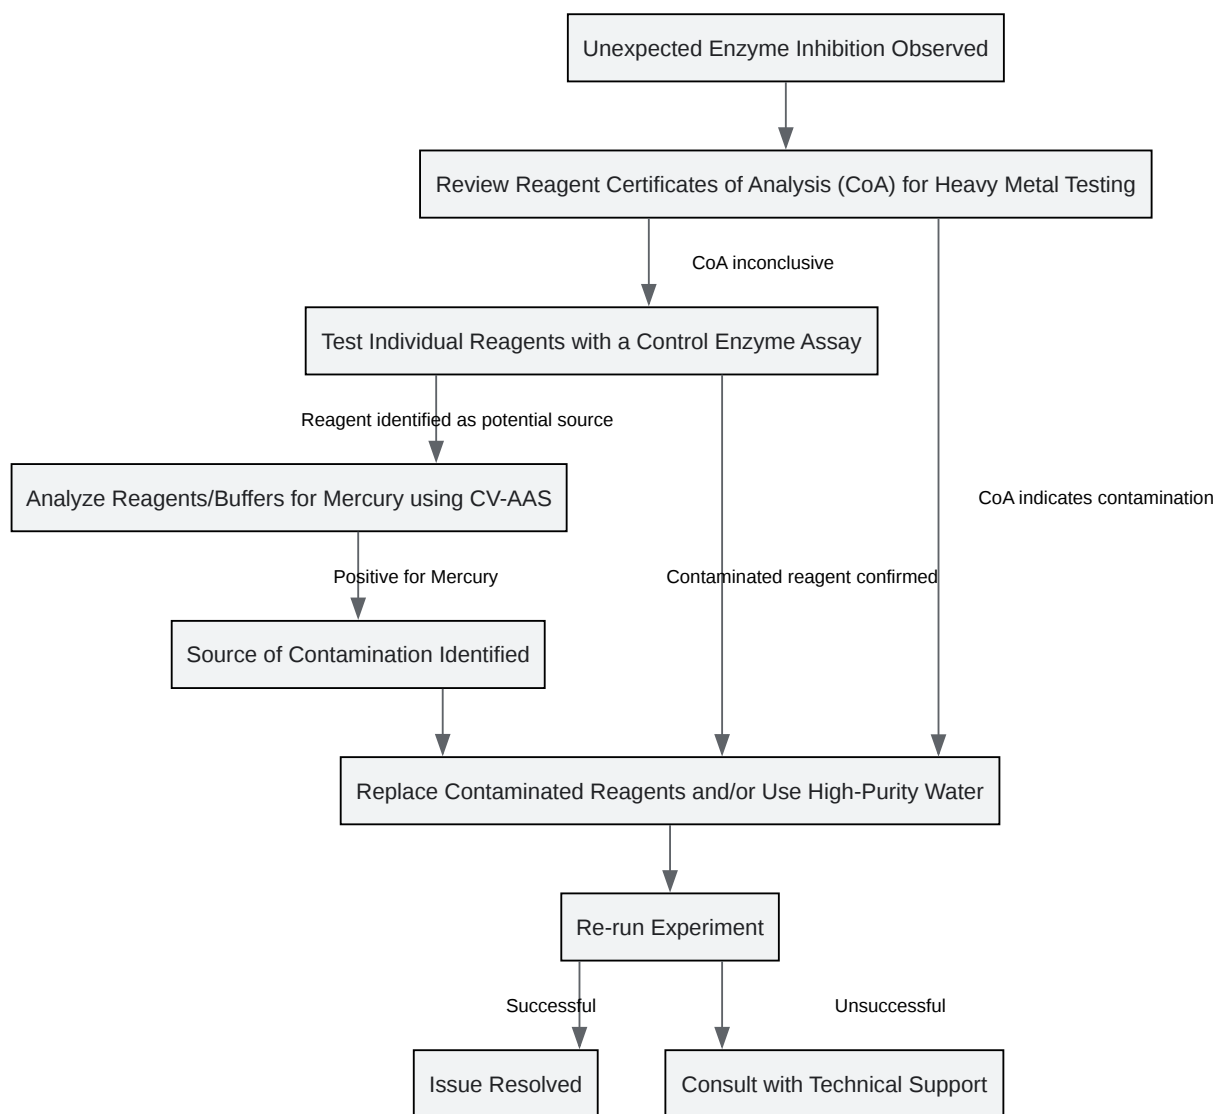 Unexpected Enzyme Inhibition Observed
Review Reagent Certificates of Analysis (CoA) for Heavy Metal Testing
CoA inconclusive
Test Individual Reagents with a Control Enzyme Assay
Reagent identified as potential source
Analyze Reagents/Buffers for Mercury using CV-AAS
CoA indicates contamination
Positive for Mercury
Contaminated reagent confirmed
Source of Contamination Identified
Replace Contaminated Reagents and/or Use High-Purity Water
Re-run Experiment
Successful
Unsuccessful
Issue Resolved
Consult with Technical Support